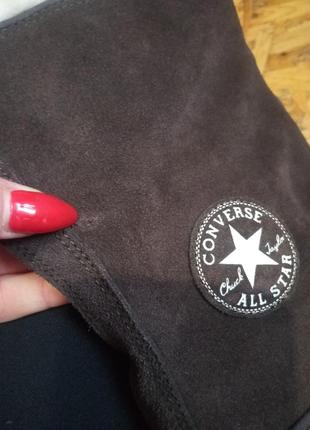 CONVERSE
Chuck Taylor
ALL STAR